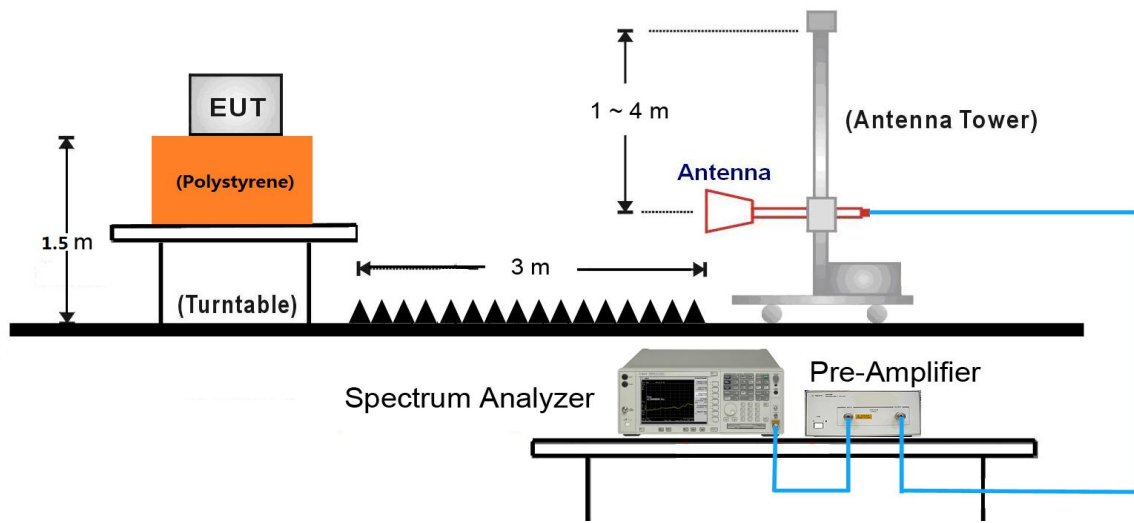 EUT
1 ~ 4 m
(Antenna Tower)
Antenna
(Polystyrene)
1.5 m
3 m
(Turntable)
Spectrum Analyzer
Pre-Amplifier